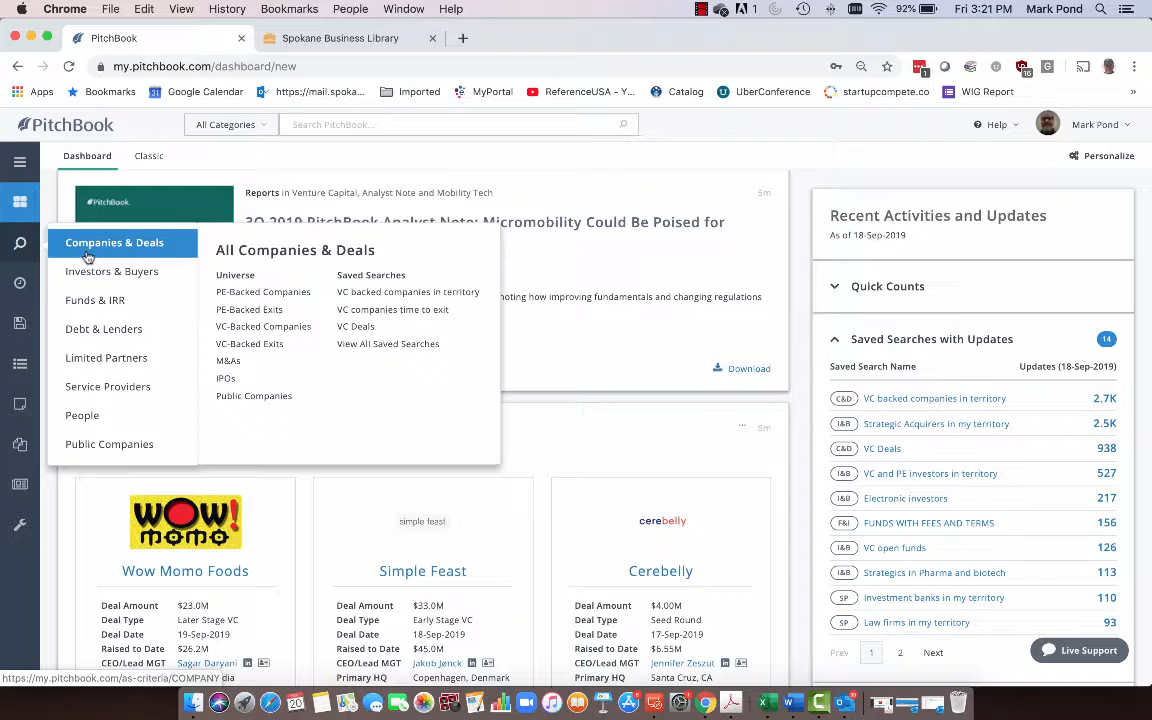 Chrome File Edit View History Bookmarks People Window Help 92% Fri 3:21 PM Mark Pond
PitchBook Spokane Business Library
my.pitchbook.com/dashboard/new
Apps Bookmarks Google Calendar https://mail.spoka... Imported MyPortal ReferenceUSA - Y... Catalog UberConference startupcompete.co WIG Report »
PitchBook All Categories Search PitchBook... Help Mark Pond
Dashboard Classic Personalize
PitchBook Reports in Venture Capital, Analyst Note and Mobility Tech 5m
3Q 2019 PitchBook Analyst Note: Micromobility Could Be Poised for
noting how improving fundamentals and changing regulations
Download
Companies & Deals
Investors & Buyers
Funds & IRR
Debt & Lenders
Limited Partners
Service Providers
People
Public Companies
All Companies & Deals
Universe Saved Searches
PE-Backed Companies VC backed companies in territory
PE-Backed Exits VC companies time to exit
VC-Backed Companies VC Deals
VC-Backed Exits View All Saved Searches
M&As
IPOs
Public Companies
... 5m
WOW! MOMO simple feast cerebelly
Wow Momo Foods Simple Feast Cerebelly
Deal Amount $23.0M Deal Amount $33.0M Deal Amount $4.00M
Deal Type Later Stage VC Deal Type Early Stage VC Deal Type Seed Round
Deal Date 19-Sep-2019 Deal Date 18-Sep-2019 Deal Date 17-Sep-2019
Raised to Date $26.2M Raised to Date $45.0M Raised to Date $6.55M
CEO/Lead MGT Sagar Daryani CEO/Lead MGT Jakob Jønck CEO/Lead MGT Jennifer Zeszut
dia Primary HQ Copenhagen, Denmark Primary HQ Santa Cruz, CA
Recent Activities and Updates
As of 18-Sep-2019
Quick Counts
Saved Searches with Updates 14
Saved Search Name Updates (18-Sep-2019)
C&D VC backed companies in territory 2.7K
I&B Strategic Acquirers in my territory 2.5K
C&D VC Deals 938
I&B VC and PE investors in territory 527
I&B Electronic investors 217
F&I FUNDS WITH FEES AND TERMS 156
I&B VC open funds 126
I&B Strategics in Pharma and biotech 113
SP Investment banks in my territory 110
SP Law firms in my territory 93
Prev 1 2 Next
Live Support
https://my.pitchbook.com/as-criteria/COMPANY